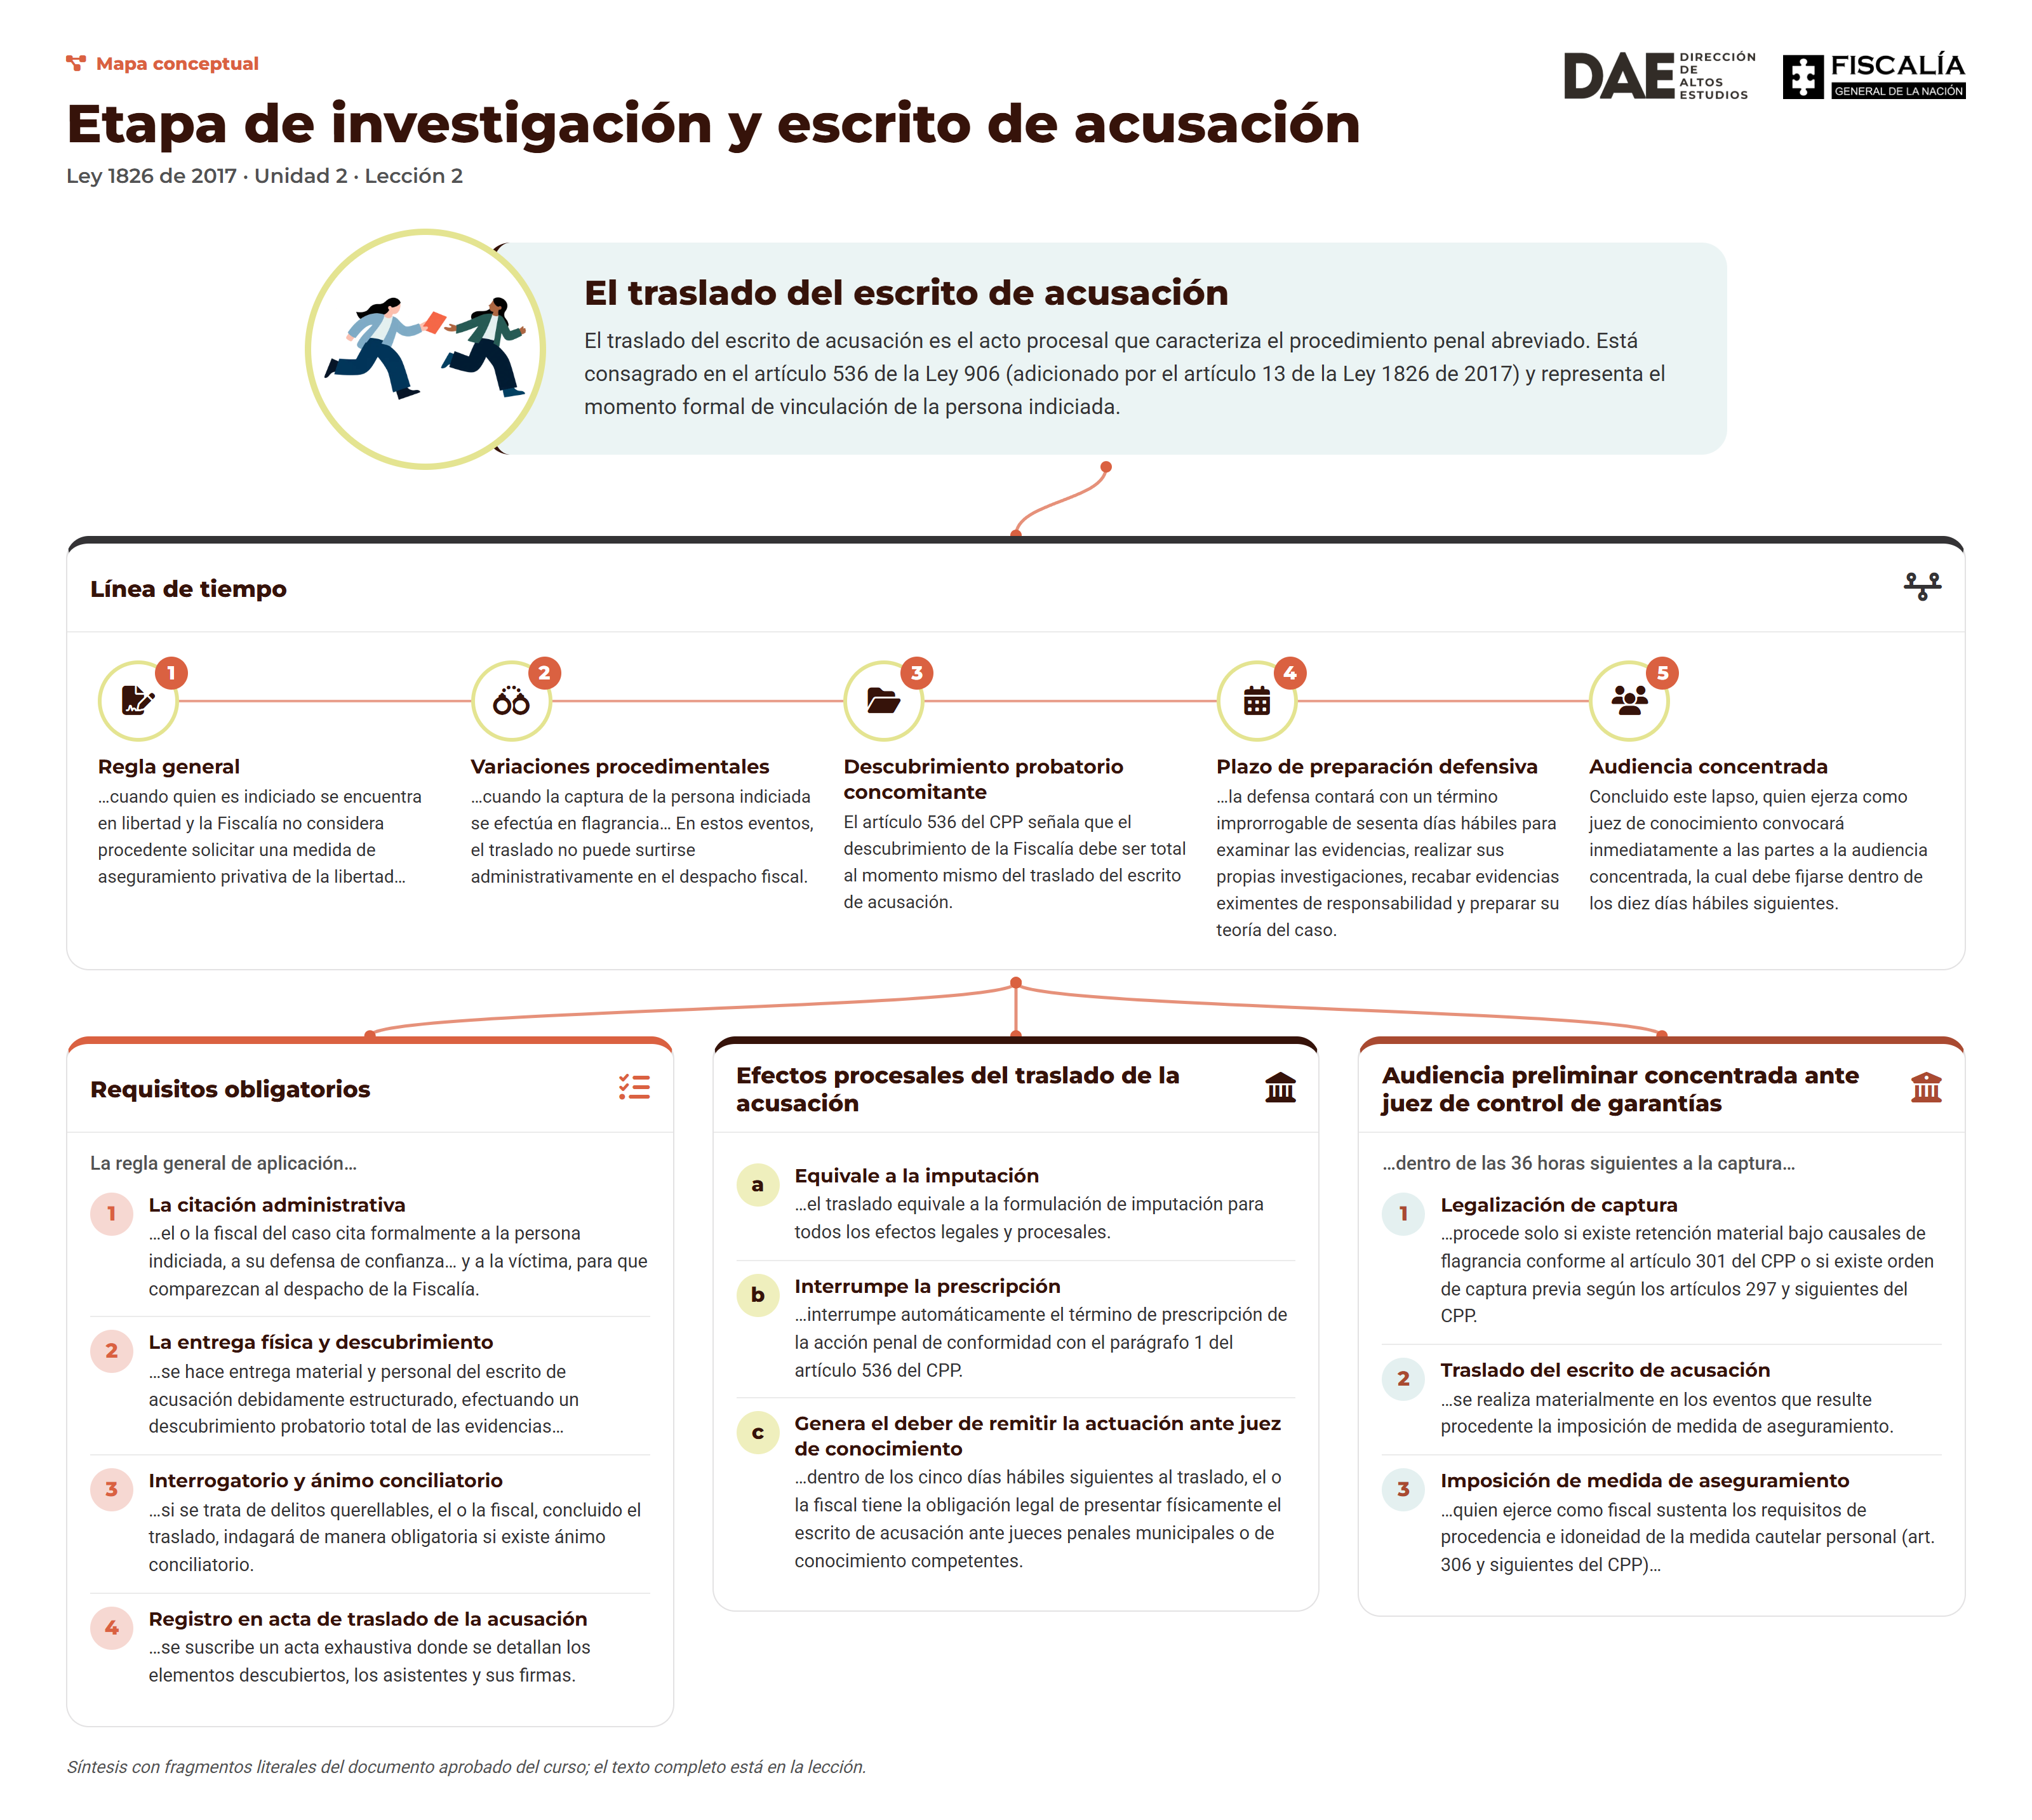 Mapa conceptual
Etapa de investigación y escrito de acusación
Ley 1826 de 2017 · Unidad 2 · Lección 2
DAE
DIRECCIÓN
DE
ALTOS
ESTUDIOS
FISCALÍA
GENERAL DE LA NACIÓN
El traslado del escrito de acusación
El traslado del escrito de acusación es el acto procesal que caracteriza el procedimiento penal abreviado. Está
consagrado en el artículo 536 de la Ley 906 (adicionado por el artículo 13 de la Ley 1826 de 2017) y representa el
momento formal de vinculación de la persona indiciada.
Línea de tiempo
1
Regla general
...cuando quien es indiciado se encuentra
en libertad y la Fiscalía no considera
procedente solicitar una medida de
aseguramiento privativa de la libertad...
2
Variaciones procedimentales
...cuando la captura de la persona indiciada
se efectúa en flagrancia... En estos eventos,
el traslado no puede surtirse
administrativamente en el despacho fiscal.
3
Descubrimiento probatorio
concomitante
El artículo 536 del CPP señala que el
descubrimiento de la Fiscalía debe ser total
al momento mismo del traslado del escrito
de acusación.
4
Plazo de preparación defensiva
...la defensa contará con un término
improrrogable de sesenta días hábiles para
examinar las evidencias, realizar sus
propias investigaciones, recabar evidencias
eximentes de responsabilidad y preparar su
teoría del caso.
5
Audiencia concentrada
Concluido este lapso, quien ejerza como
juez de conocimiento convocará
inmediatamente a las partes a la audiencia
concentrada, la cual debe fijarse dentro de
los diez días hábiles siguientes.
Requisitos obligatorios
La regla general de aplicación...
1
La citación administrativa
...el o la fiscal del caso cita formalmente a la persona
indiciada, a su defensa de confianza... y a la víctima, para que
comparezcan al despacho de la Fiscalía.
2
La entrega física y descubrimiento
...se hace entrega material y personal del escrito de
acusación debidamente estructurado, efectuando un
descubrimiento probatorio total de las evidencias...
3
Interrogatorio y ánimo conciliatorio
...si se trata de delitos querellables, el o la fiscal, concluido el
traslado, indagará de manera obligatoria si existe ánimo
conciliatorio.
4
Registro en acta de traslado de la acusación
...se suscribe un acta exhaustiva donde se detallan los
elementos descubiertos, los asistentes y sus firmas.
Efectos procesales del traslado de la
acusación
a
Equivale a la imputación
...el traslado equivale a la formulación de imputación para
todos los efectos legales y procesales.
b
Interrumpe la prescripción
...interrumpe automáticamente el término de prescripción de
la acción penal de conformidad con el parágrafo 1 del
artículo 536 del CPP.
c
Genera el deber de remitir la actuación ante juez
de conocimiento
...dentro de los cinco días hábiles siguientes al traslado, el o
la fiscal tiene la obligación legal de presentar físicamente el
escrito de acusación ante jueces penales municipales o de
conocimiento competentes.
Audiencia preliminar concentrada ante
juez de control de garantías
...dentro de las 36 horas siguientes a la captura...
1
Legalización de captura
...procede solo si existe retención material bajo causales de
flagrancia conforme al artículo 301 del CPP o si existe orden
de captura previa según los artículos 297 y siguientes del
CPP.
2
Traslado del escrito de acusación
...se realiza materialmente en los eventos que resulte
procedente la imposición de medida de aseguramiento.
3
Imposición de medida de aseguramiento
...quien ejerce como fiscal sustenta los requisitos de
procedencia e idoneidad de la medida cautelar personal (art.
306 y siguientes del CPP)...
Síntesis con fragmentos literales del documento aprobado del curso; el texto completo está en la lección.